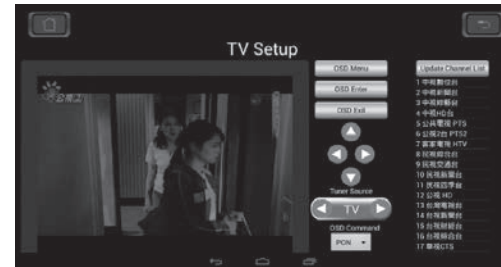 TV Setup
OSD Menu
OSD Enter
OSD Exit
Tuner Source
TV
OSD Command
PON
Update Channel List
1 中視數位台
2 中視新聞台
3 中視綜藝台
4 中視HD台
5 公共電視 PTS
6 公視2台 PTS2
7 客家電視 HTV
8 民視綜合台
9 民視交通台
10 民視新聞台
11 民視四季台
12 公視 HD
13 台灣電視台
14 台視新聞台
15 台視財經台
16 台視綜合台
17 華視CTS